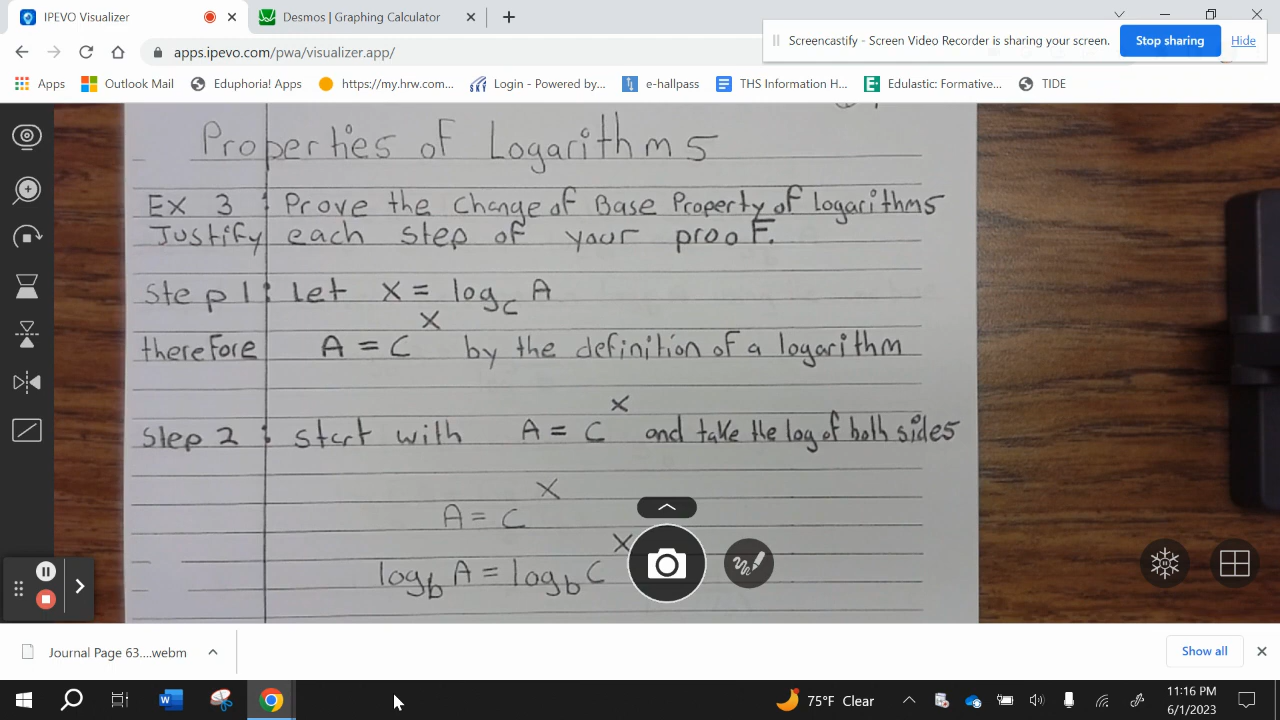 IPEVO Visualizer
Desmos | Graphing Calculator
Screencastify - Screen Video Recorder is sharing your screen.
Stop sharing
Hide
apps.ipevo.com/pwa/visualizer.app/
Apps
Outlook Mail
Eduphoria! Apps
https://my.hrw.com...
Login - Powered by...
e-hallpass
THS Information H...
Edulastic: Formative...
TIDE
Properties of Logarithms
Ex 3 : Prove the Change of Base Property of logarithms
Justify each step of your proof.
Step 1: Let x = log_c A
therefore A = C^x by the definition of a logarithm
Step 2 : start with A = C^x and take the log of both sides
A = C^x
log_b A = log_b C^x
Journal Page 63....webm
Show all
75°F Clear
11:16 PM
6/1/2023